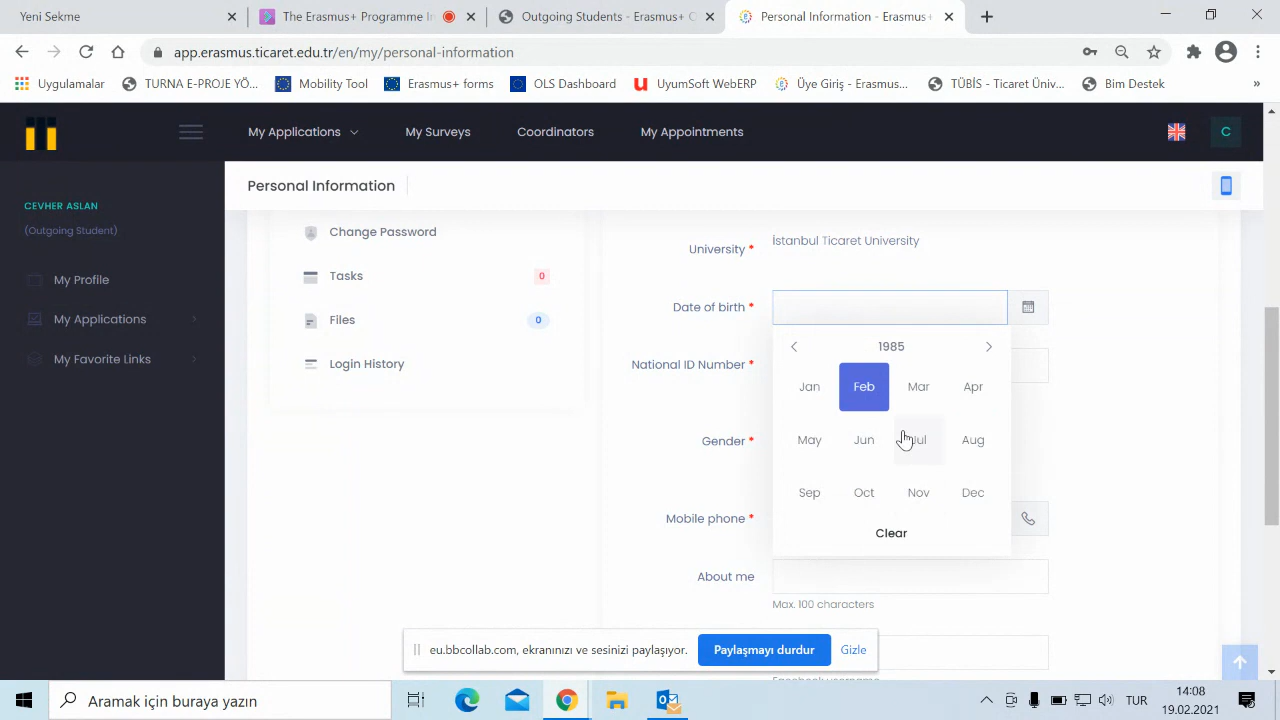 Yeni Sekme
The Erasmus+ Programme I
Outgoing Students - Erasmus+ C
Personal Information - Erasmus+
app.erasmus.ticaret.edu.tr/en/my/personal-information
Uygulamalar
TURNA E-PROJE YÖ...
Mobility Tool
Erasmus+ forms
OLS Dashboard
UyumSoft WebERP
Üye Giriş - Erasmus...
TÜBİS - Ticaret Üniv...
Bim Destek
»
My Applications
My Surveys
Coordinators
My Appointments
C
Personal Information
CEVHER ASLAN
(Outgoing Student)
My Profile
My Applications
My Favorite Links
Change Password
Tasks 0
Files 0
Login History
University * İstanbul Ticaret University
Date of birth *
National ID Number *
Gender *
Mobile phone *
About me
Max. 100 characters
1985
Jan Feb Mar Apr
May Jun Jul Aug
Sep Oct Nov Dec
Clear
eu.bbcollab.com, ekranınızı ve sesinizi paylaşıyor.
Paylaşmayı durdur
Gizle
Facebook username
Aramak için buraya yazın
TUR
14:08
19.02.2021